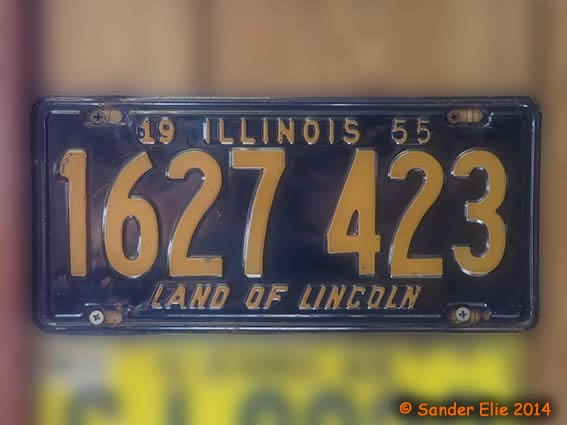 19 ILLINOIS 55
1627 423
LAND OF LINCOLN
© Sander Elie 2014